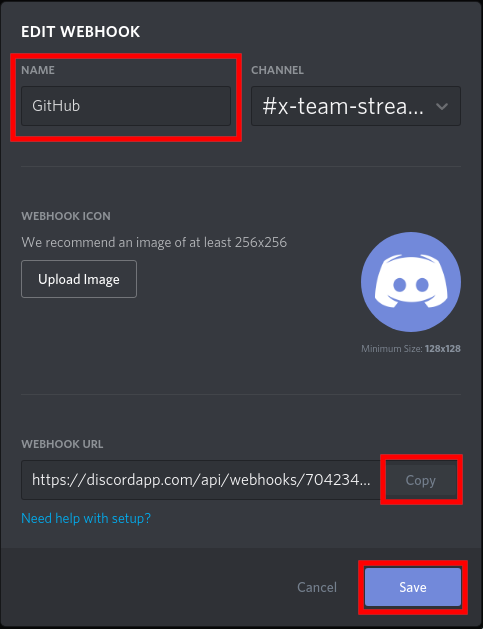 EDIT WEBHOOK
NAME
CHANNEL
GitHub
#x-team-strea...
WEBHOOK ICON
We recommend an image of at least 256x256
Upload Image
Minimum Size: 128x128
WEBHOOK URL
https://discordapp.com/api/webhooks/704234...
Copy
Need help with setup?
Cancel
Save